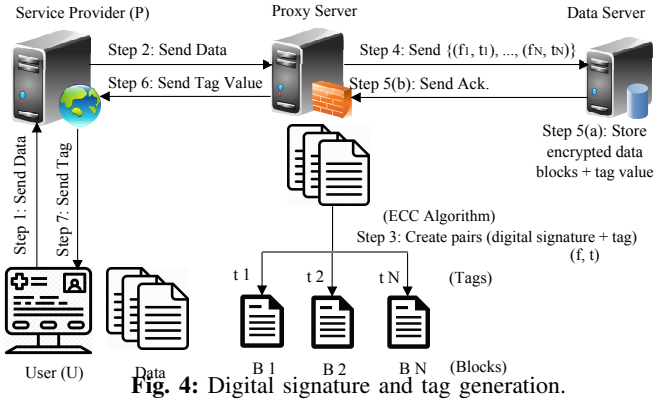 Service Provider (P)
Proxy Server
Data Server
Step 2: Send Data
Step 4: Send {(f1, t1), ..., (fN, tN)}
Step 6: Send Tag Value
Step 5(b): Send Ack.
Step 5(a): Store
encrypted data
blocks + tag value
Step 1: Send Data
Step 7: Send Tag
(ECC Algorithm)
Step 3: Create pairs (digital signature + tag)
(f, t)
t 1
t 2
t N
(Tags)
B 1
B 2
B N
(Blocks)
User (U)
Data
Fig. 4: Digital signature and tag generation.